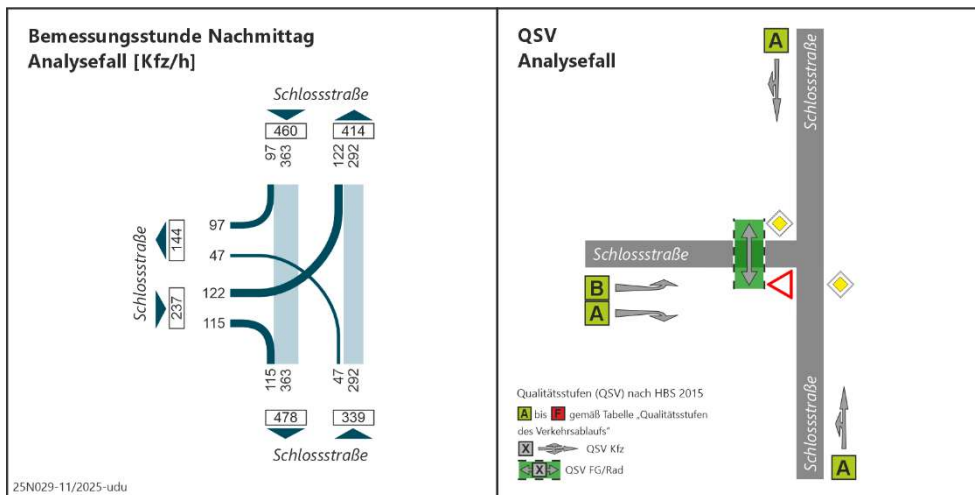 Bemessungsstunde Nachmittag
Analysefall [Kfz/h]
Schlossstraße
460
414
97
363
122
292
97
47
122
115
144
237
Schlossstraße
Schlossstraße
115
363
47
292
478
339
Schlossstraße
25N029-11/2025-udu
QSV
Analysefall
A
Schlossstraße
Schlossstraße
B
A
Schlossstraße
A
Qualitätsstufen (QSV) nach HBS 2015
A bis F gemäß Tabelle „Qualitätsstufen
des Verkehrsablaufs"
X QSV Kfz
X QSV FG/Rad